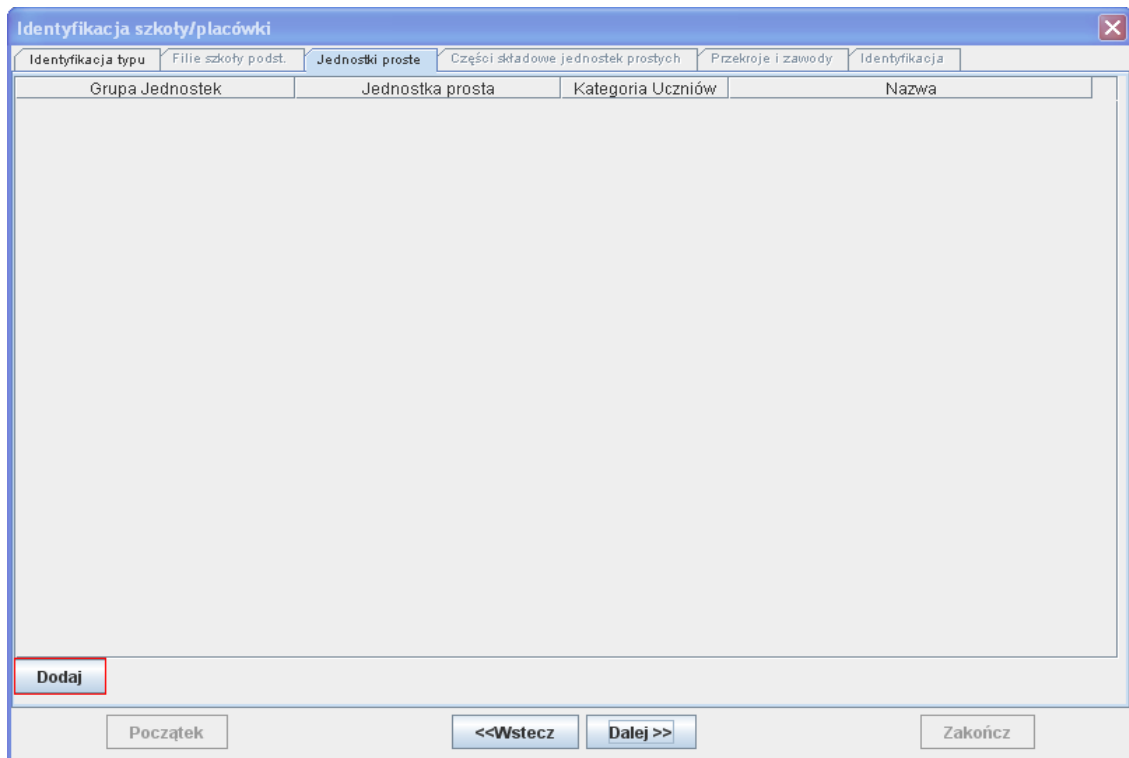 Identyfikacja szkoły/placówki
Identyfikacja typu Filie szkoły podst. Jednostki proste Części składowe jednostek prostych Przekroje i zawody Identyfikacja
Grupa Jednostek Jednostka prosta Kategoria Uczniów Nazwa
Dodaj
Początek <<Wstecz Dalej >> Zakończ